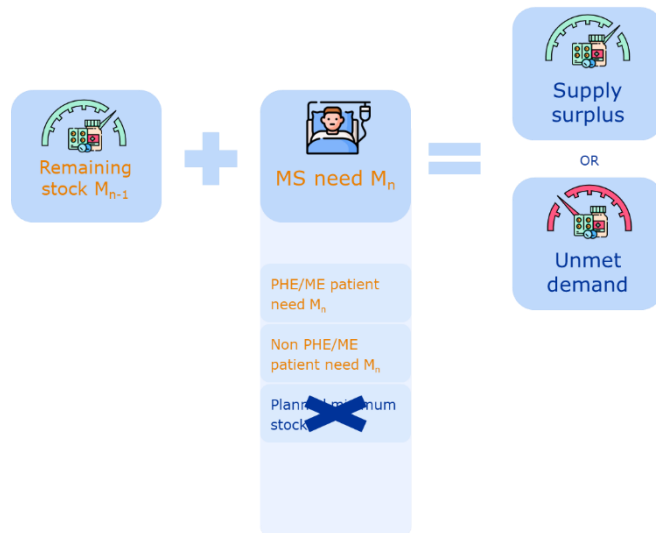 Remaining
stock Mn-1
MS need Mn
Supply
surplus
OR
Unmet
demand
PHE/ME patient
need Mn
Non PHE/ME
patient need Mn
minimum
stock